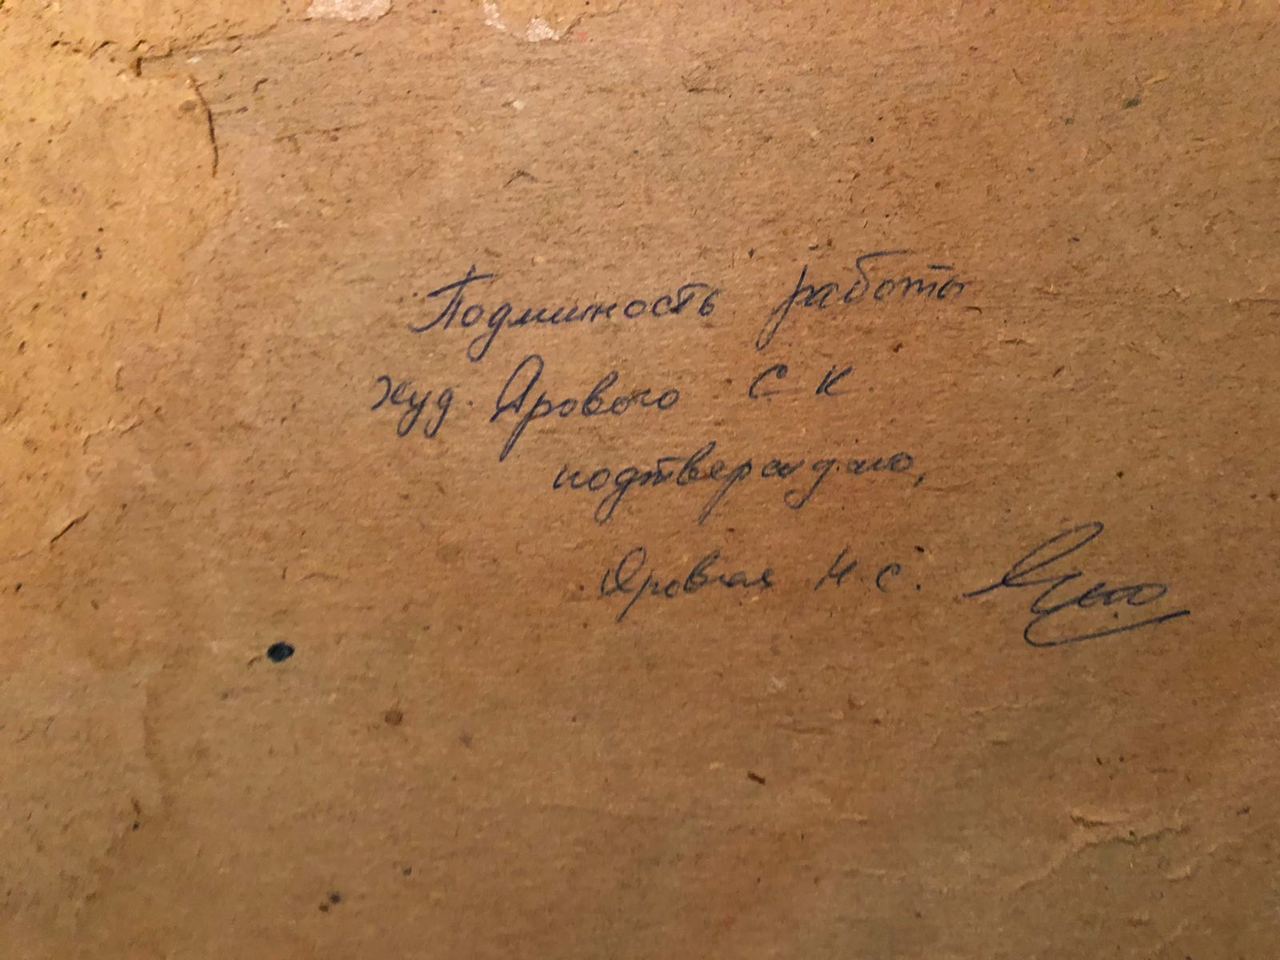 Подлинность работы
худ. Ярового С К
подтверждаю,
Яровая Н. С.